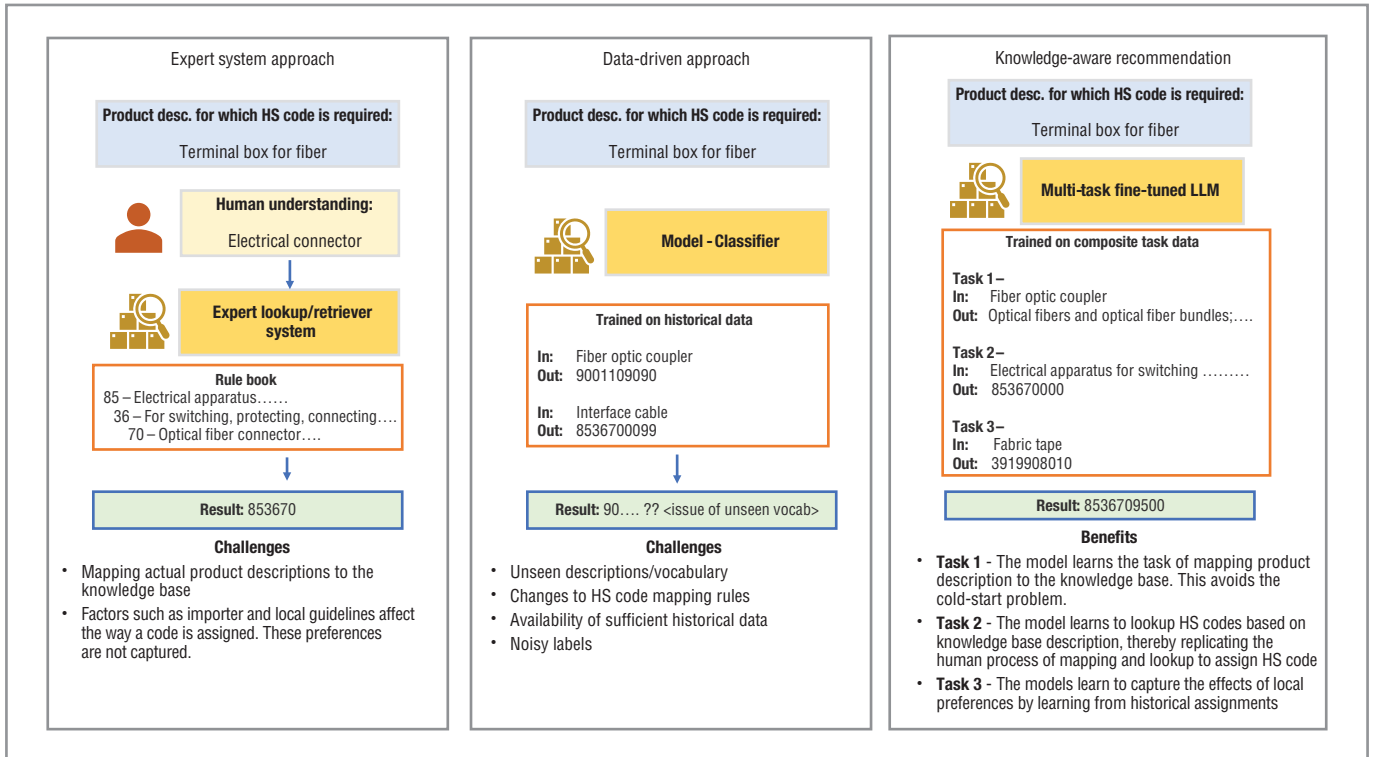 Expert system approach
Product desc. for which HS code is required:
Terminal box for fiber
Human understanding:
Electrical connector
Expert lookup/retriever
system
Rule book
85 – Electrical apparatus……
36 – For switching, protecting, connecting….
70 – Optical fiber connector….
Result: 853670
Challenges
• Mapping actual product descriptions to the
knowledge base
• Factors such as importer and local guidelines affect
the way a code is assigned. These preferences
are not captured.
Data-driven approach
Product desc. for which HS code is required:
Terminal box for fiber
Model - Classifier
Trained on historical data
In: Fiber optic coupler
Out: 9001109090
In: Interface cable
Out: 8536700099
Result: 90…. ?? <issue of unseen vocab>
Challenges
• Unseen descriptions/vocabulary
• Changes to HS code mapping rules
• Availability of sufficient historical data
• Noisy labels
Knowledge-aware recommendation
Product desc. for which HS code is required:
Terminal box for fiber
Multi-task fine-tuned LLM
Trained on composite task data
Task 1 –
In: Fiber optic coupler
Out: Optical fibers and optical fiber bundles;….
Task 2 –
In: Electrical apparatus for switching ………
Out: 853670000
Task 3 –
In: Fabric tape
Out: 3919908010
Result: 8536709500
Benefits
• Task 1 - The model learns the task of mapping product
description to the knowledge base. This avoids the
cold-start problem.
• Task 2 - The model learns to lookup HS codes based on
knowledge base description, thereby replicating the
human process of mapping and lookup to assign HS code
• Task 3 - The models learn to capture the effects of local
preferences by learning from historical assignments